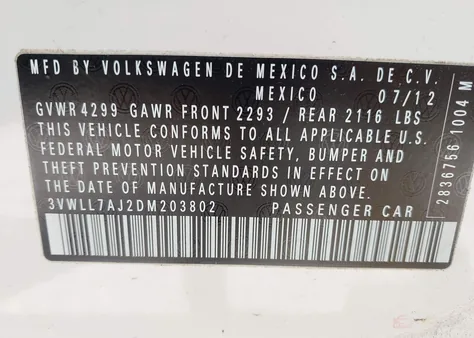 MFD BY VOLKSWAGEN DE MEXICO S.A. DE C.V.
MEXICO 07/12
GVWR 4299 GAWR FRONT 2293 / REAR 2116 LBS
THIS VEHICLE CONFORMS TO ALL APPLICABLE U.S.
FEDERAL MOTOR VEHICLE SAFETY, BUMPER AND
THEFT PREVENTION STANDARDS IN EFFECT ON
THE DATE OF MANUFACTURE SHOWN ABOVE.
3VWLL7AJ2DM203802 PASSENGER CAR
2836756 1004 M